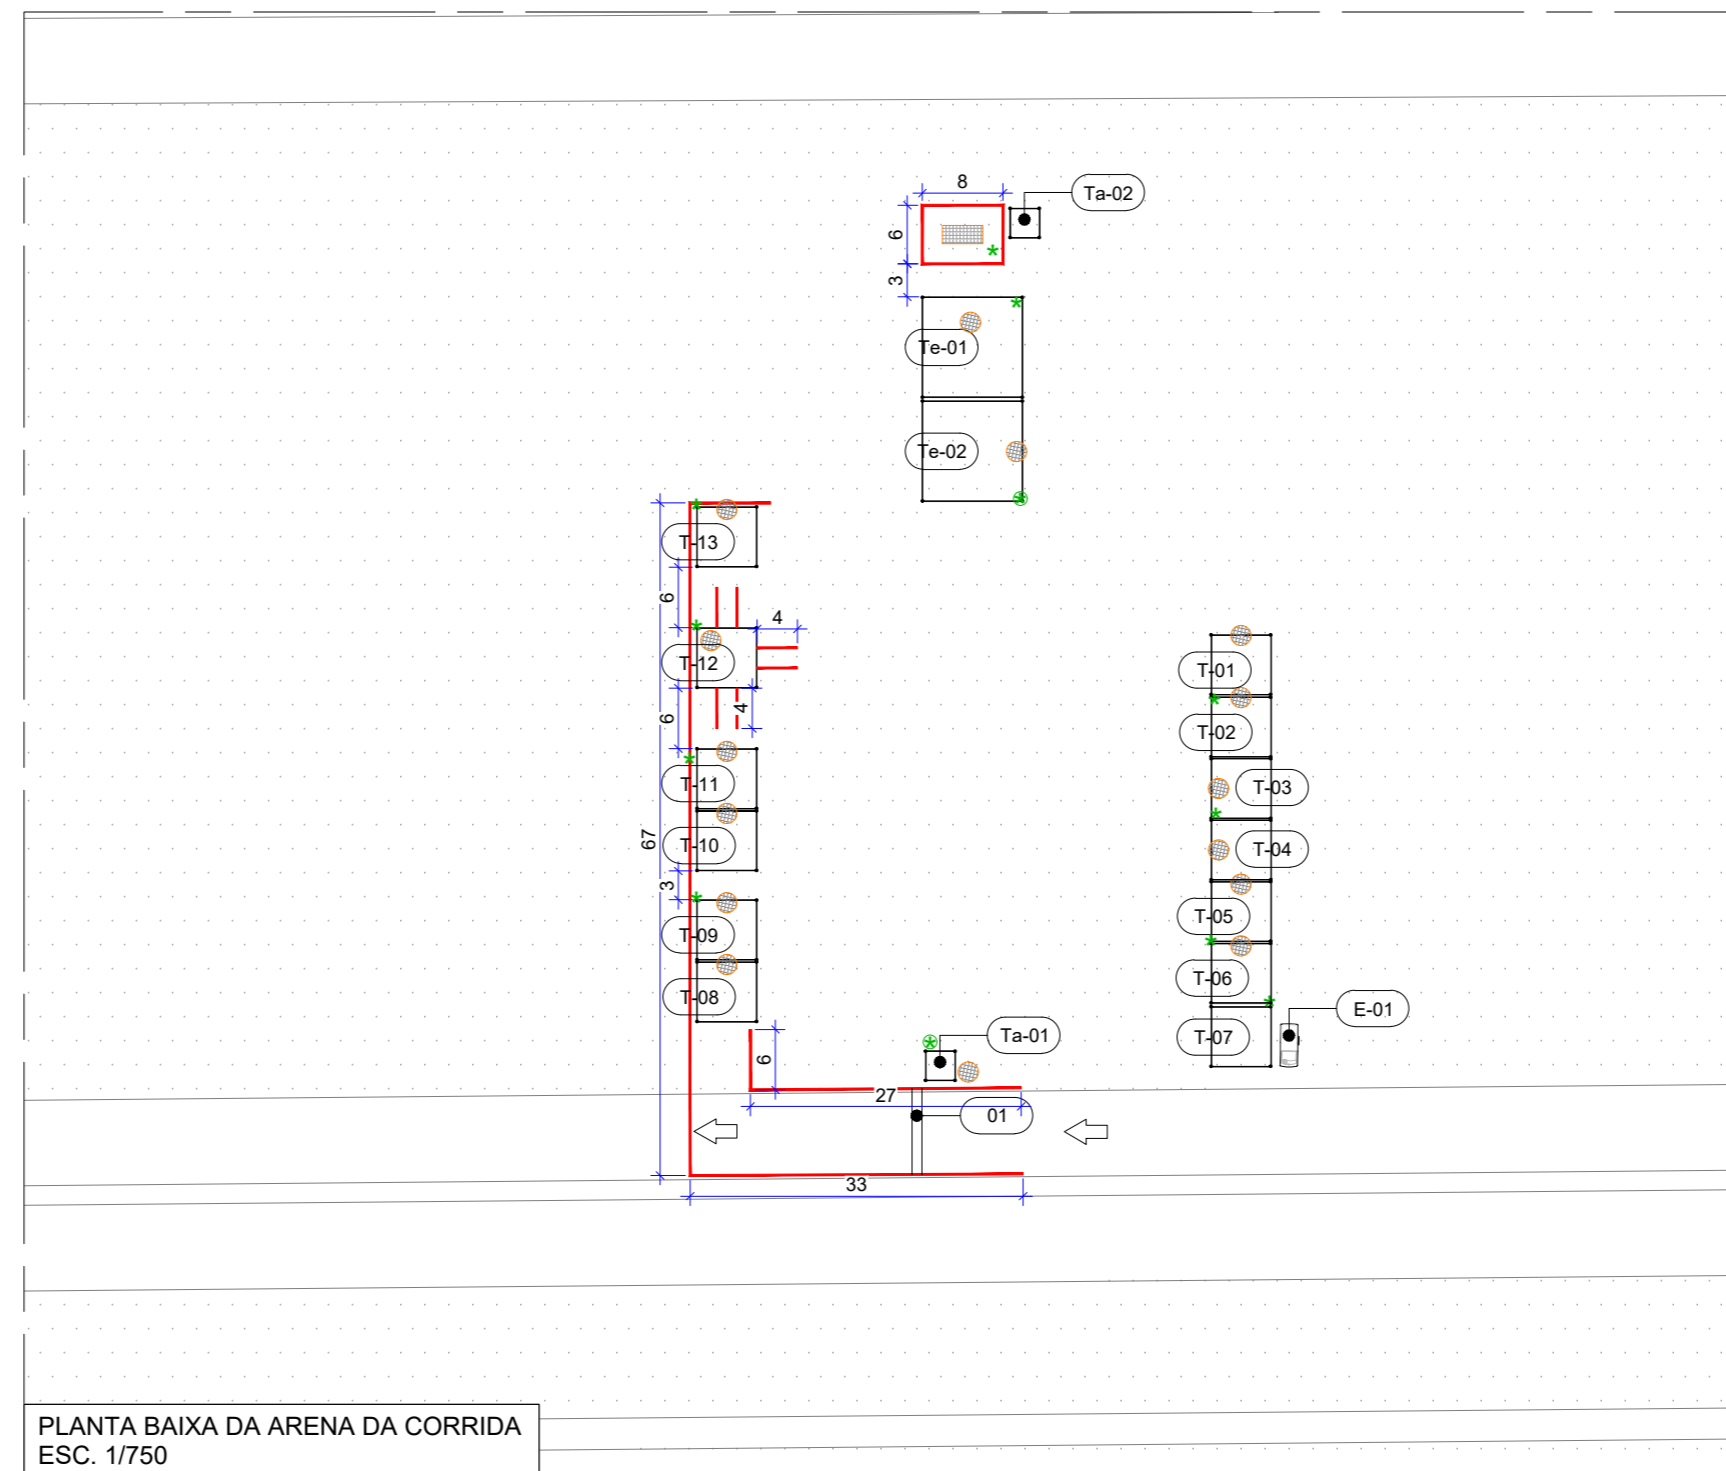 8
Ta-02
6
3
Te-01
Te-02
T-13
6
4
T-12
T-01
6
4
T-02
T-11
T-03
67
T-10
T-04
3
T-09
T-05
T-08
T-06
E-01
Ta-01
T-07
6
27
01
33
PLANTA BAIXA DA ARENA DA CORRIDA
ESC. 1/750